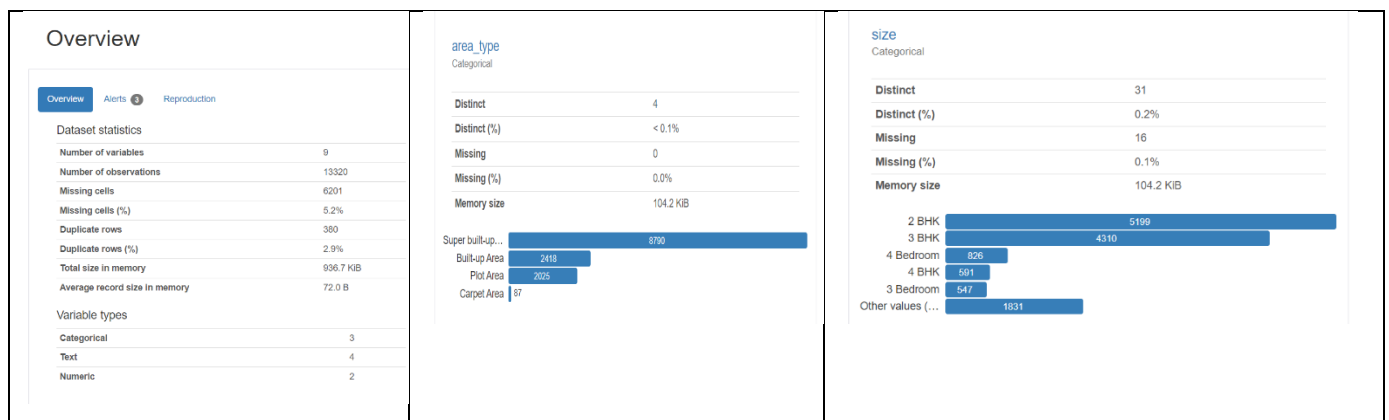 Overview
Overview Alerts 3 Reproduction
Dataset statistics
Number of variables 9
Number of observations 13320
Missing cells 6201
Missing cells (%) 5.2%
Duplicate rows 380
Duplicate rows (%) 2.9%
Total size in memory 936.7 KiB
Average record size in memory 72.0 B
Variable types
Categorical 3
Text 4
Numeric 2
area_type
Categorical
Distinct 4
Distinct (%) < 0.1%
Missing 0
Missing (%) 0.0%
Memory size 104.2 KiB
Super built-up... 8790
Built-up Area 2418
Plot Area 2025
Carpet Area 87
size
Categorical
Distinct 31
Distinct (%) 0.2%
Missing 16
Missing (%) 0.1%
Memory size 104.2 KiB
2 BHK 5199
3 BHK 4310
4 Bedroom 826
4 BHK 591
3 Bedroom 547
Other values (... 1831